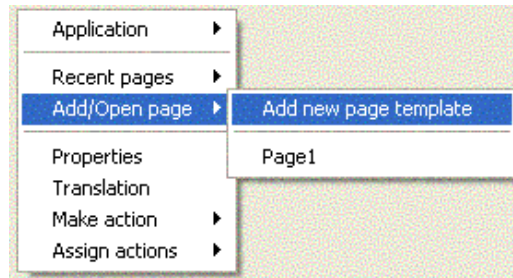 Application
Recent pages
Add/Open page
Add new page template
Properties
Page1
Translation
Make action
Assign actions